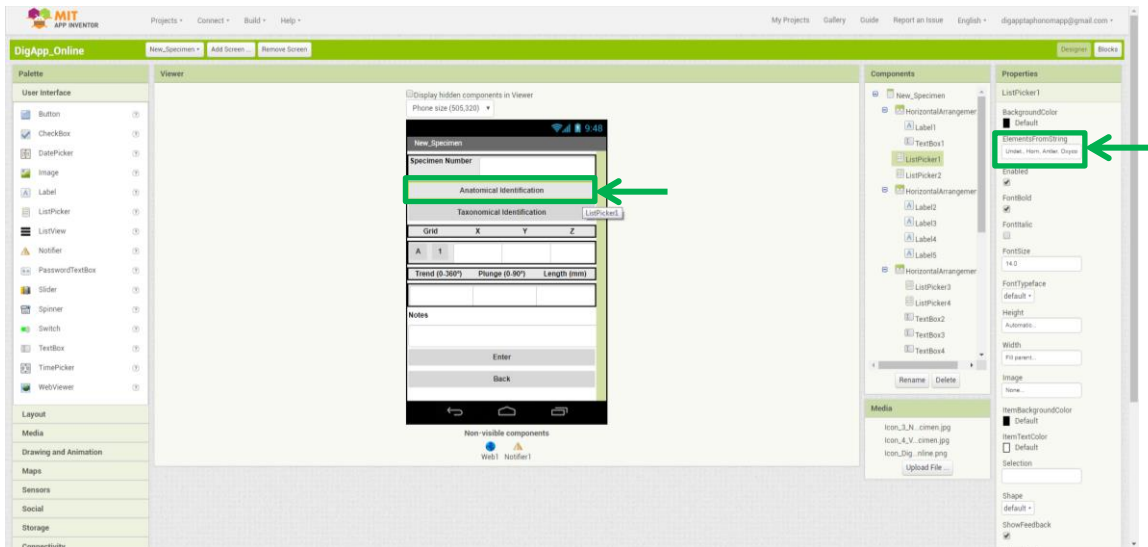 MIT
APP INVENTOR
Projects Connect Build Help
My Projects Gallery Guide Report an Issue English digapptaphonomapp@gmail.com
DigApp_Online
New_Specimen Add Screen ... Remove Screen
Designer Blocks
Palette
User Interface
Button
CheckBox
DatePicker
Image
Label
ListPicker
ListView
Notifier
PasswordTextBox
Slider
Spinner
Switch
TextBox
TimePicker
WebViewer
Layout
Media
Drawing and Animation
Maps
Sensors
Social
Storage
Connectivity
Viewer
Display hidden components in Viewer
Phone size (505,320)
9:48
New_Specimen
Specimen Number
Anatomical Identification
Taxonomical Identification
ListPicker1
Grid X Y Z
A 1
Trend (0-360º) Plunge (0-90º) Length (mm)
Notes
Enter
Back
Non-visible components
Web1 Notifier1
Components
New_Specimen
HorizontalArrangemer
Label1
TextBox1
ListPicker1
ListPicker2
HorizontalArrangemer
Label2
Label3
Label4
Label5
HorizontalArrangemer
ListPicker3
ListPicker4
TextBox2
TextBox3
TextBox4
Rename Delete
Media
Icon_3_N...cimen.jpg
Icon_4_V...cimen.jpg
Icon_Dig...nline.png
Upload File ...
Properties
ListPicker1
BackgroundColor
Default
ElementsFromString
Horn, Antler,
Enabled
FontBold
FontItalic
FontSize
14.0
FontTypeface
default
Height
Automatic...
Width
Fill parent...
Image
None...
ItemBackgroundColor
Default
ItemTextColor
Default
Selection
Shape
default
ShowFeedback